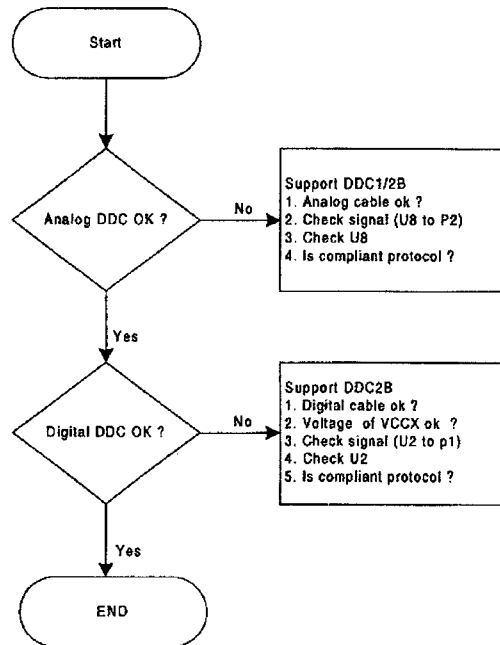 Start
Analog DDC OK ?
No
Support DDC1/2B
1. Analog cable ok ?
2. Check signal (U8 to P2)
3. Check U8
4. Is compliant protocol ?
Yes
Digital DDC OK ?
No
Support DDC2B
1. Digital cable ok ?
2. Voltage of VCCX ok ?
3. Check signal (U2 to p1)
4. Check U2
5. Is compliant protocol ?
Yes
END